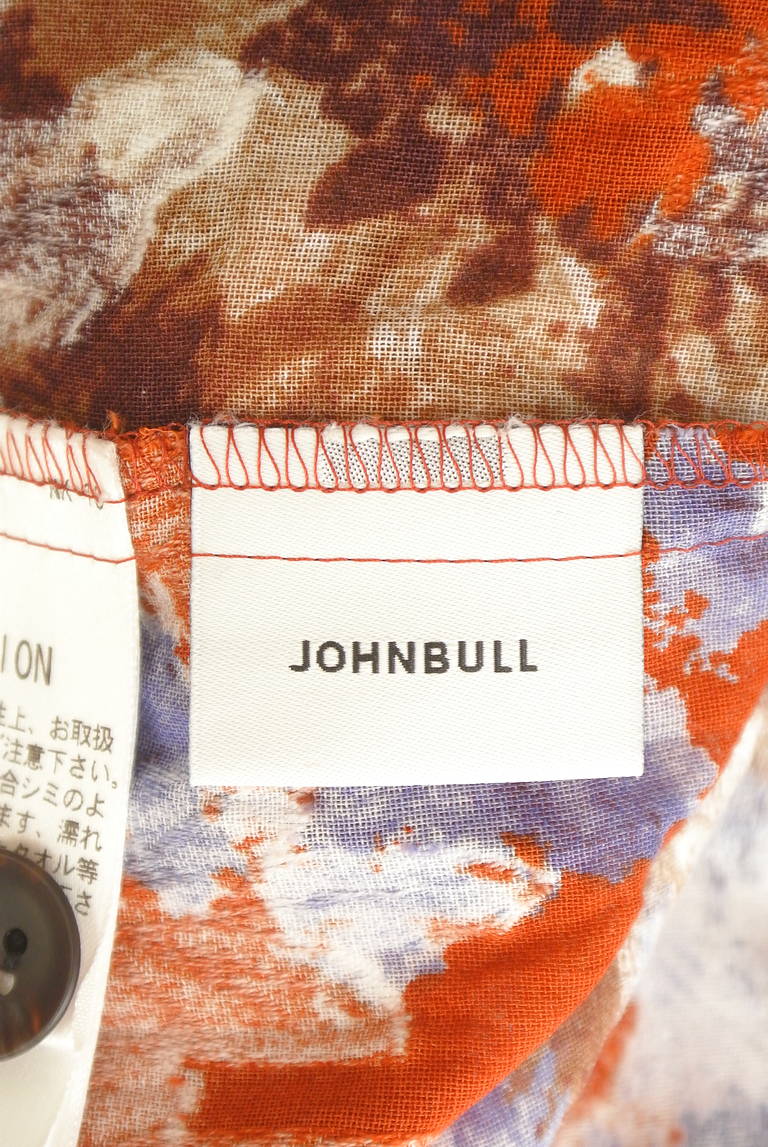 JOHNBULL
ION
性上、お取扱
ご注意下さい。
合シミのよ
ます、濡れ
タオル等
さ